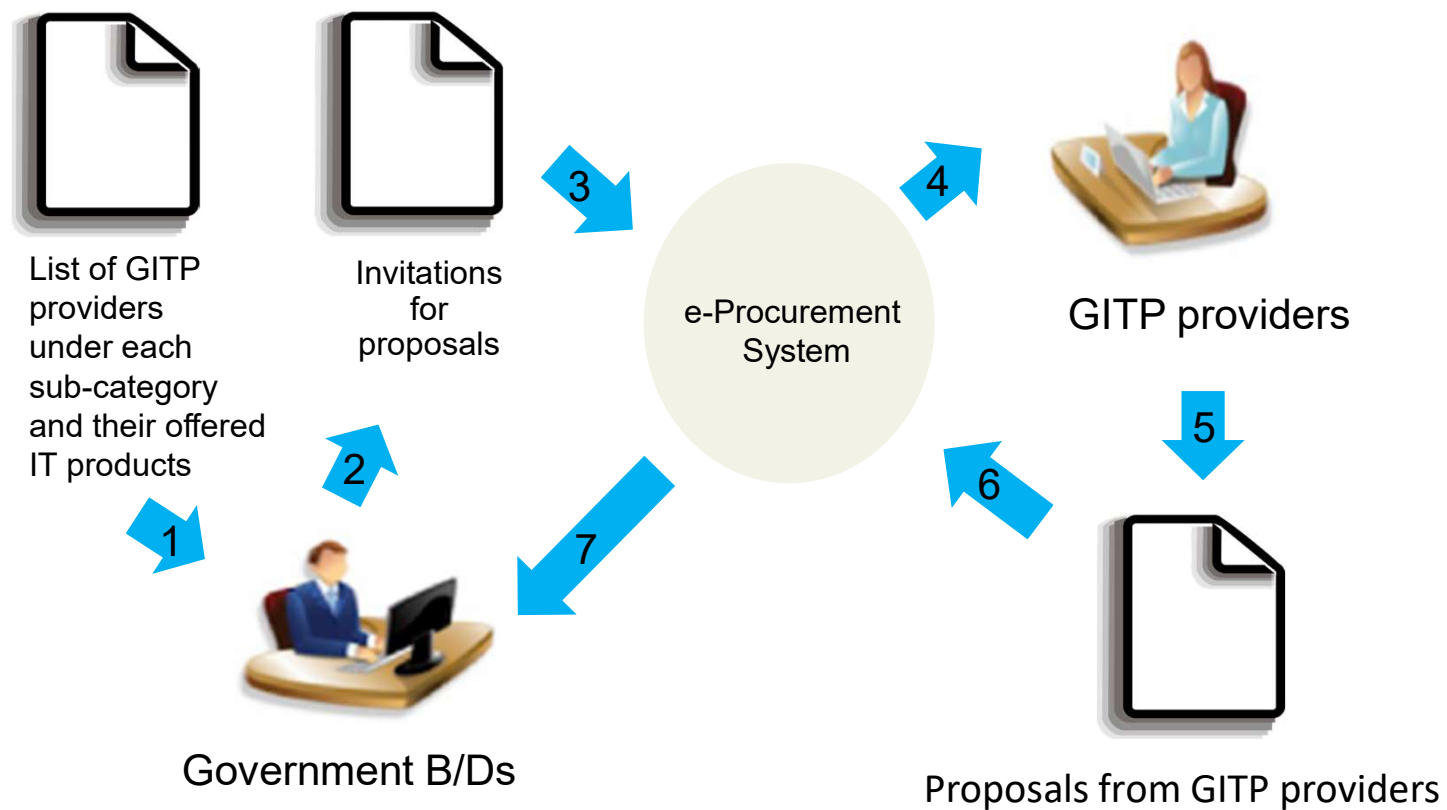 List of GITP
providers
under each
sub-category
and their offered
IT products
1
Invitations
for
proposals
2
3
e-Procurement
System
4
GITP providers
5
6
7
Government B/Ds
Proposals from GITP providers